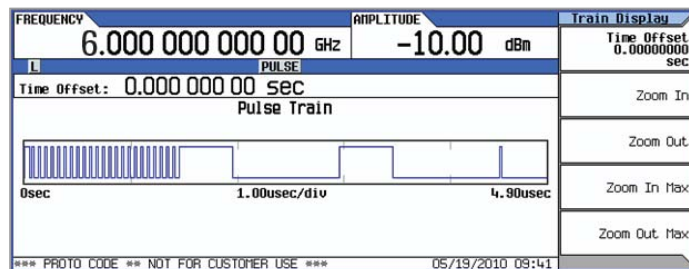 FREQUENCY AMPLITUDE Train Display
6.000 000 000 00 GHz -10.00 dBm
Time Offset
0.00000000
sec
L PULSE
Time Offset: 0.000 000 00 sec
Zoom In
Pulse Train
Zoom Out
0sec 1.00usec/div 4.90usec
Zoom In Max
Zoom Out Max
*** PROTO CODE ** NOT FOR CUSTOMER USE *** 05/19/2010 09:41